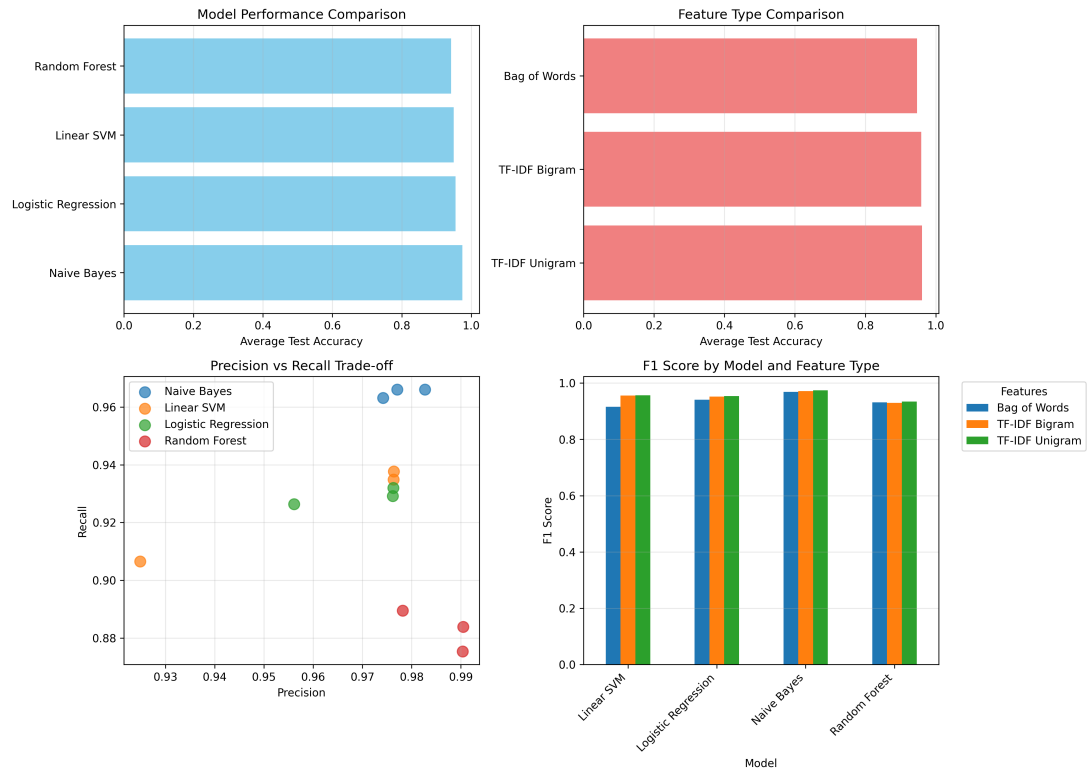 Model Performance Comparison
Random Forest
Linear SVM
Logistic Regression
Naive Bayes
0.0 0.2 0.4 0.6 0.8 1.0
Average Test Accuracy
Feature Type Comparison
Bag of Words
TF-IDF Bigram
TF-IDF Unigram
0.0 0.2 0.4 0.6 0.8 1.0
Average Test Accuracy
Precision vs Recall Trade-off
Naive Bayes
Linear SVM
Logistic Regression
Random Forest
Recall
0.96
0.94
0.92
0.90
0.88
0.93 0.94 0.95 0.96 0.97 0.98 0.99
Precision
F1 Score by Model and Feature Type
F1 Score
1.0
0.8
0.6
0.4
0.2
0.0
Linear SVM
Logistic Regression
Naive Bayes
Random Forest
Model
Features
Bag of Words
TF-IDF Bigram
TF-IDF Unigram